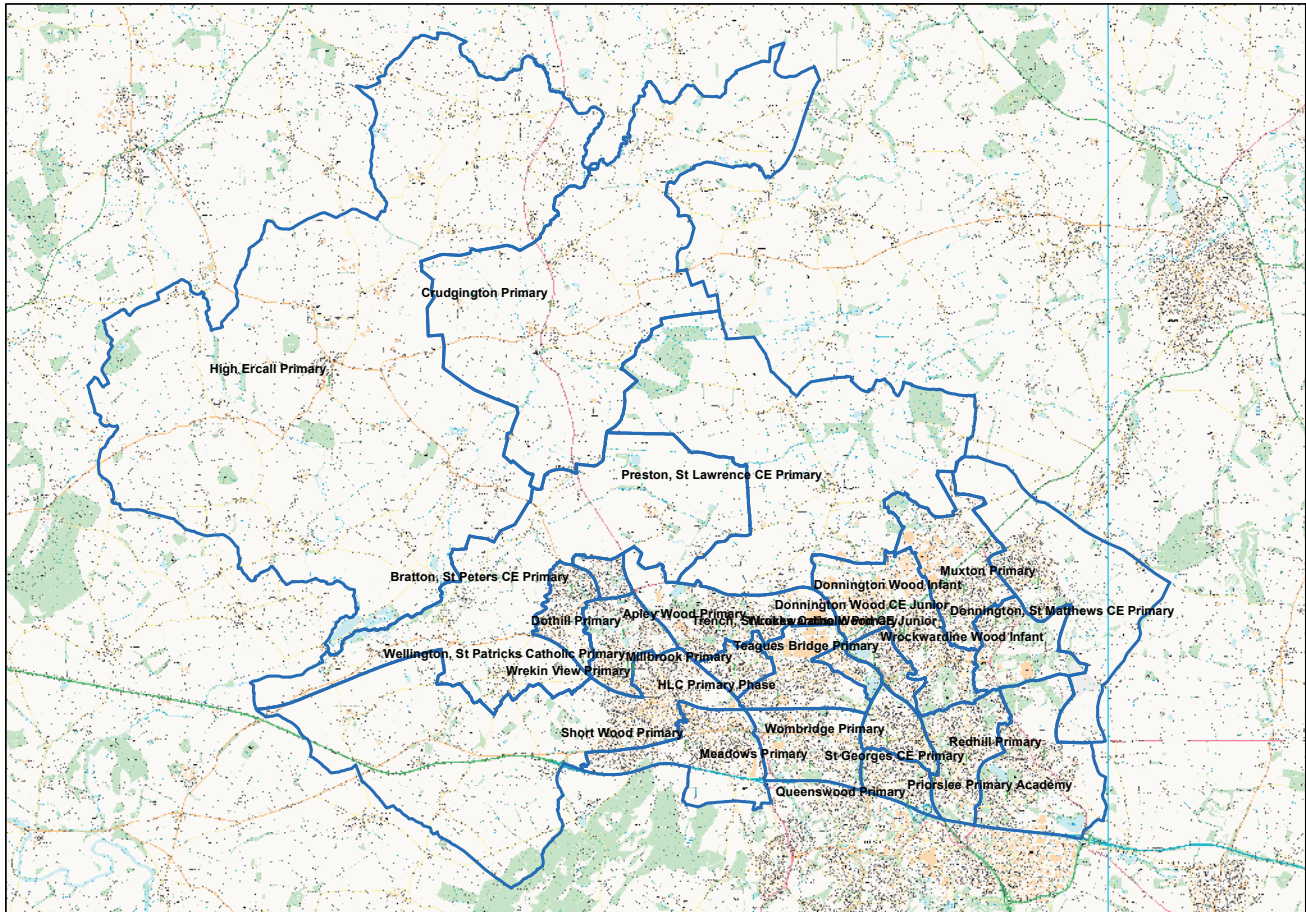 Crudgington Primary
High Ercall Primary
Preston, St Lawrence CE Primary
Muxton Primary
Bratton, St Peters CE Primary
Donnington Wood Infant
Donnington Wood CE Junior
Donnington, St Matthews CE Primary
Apley Wood Primary
Dothill Primary
Wrockwardine Wood Infant
Teagues Bridge Primary
Wellington, St Patricks Catholic Primary
Millbrook Primary
Wrekin View Primary
HLC Primary Phase
Wombridge Primary
Short Wood Primary
Redhill Primary
Meadows Primary
St Georges CE Primary
Priorslee Primary Academy
Queenswood Primary